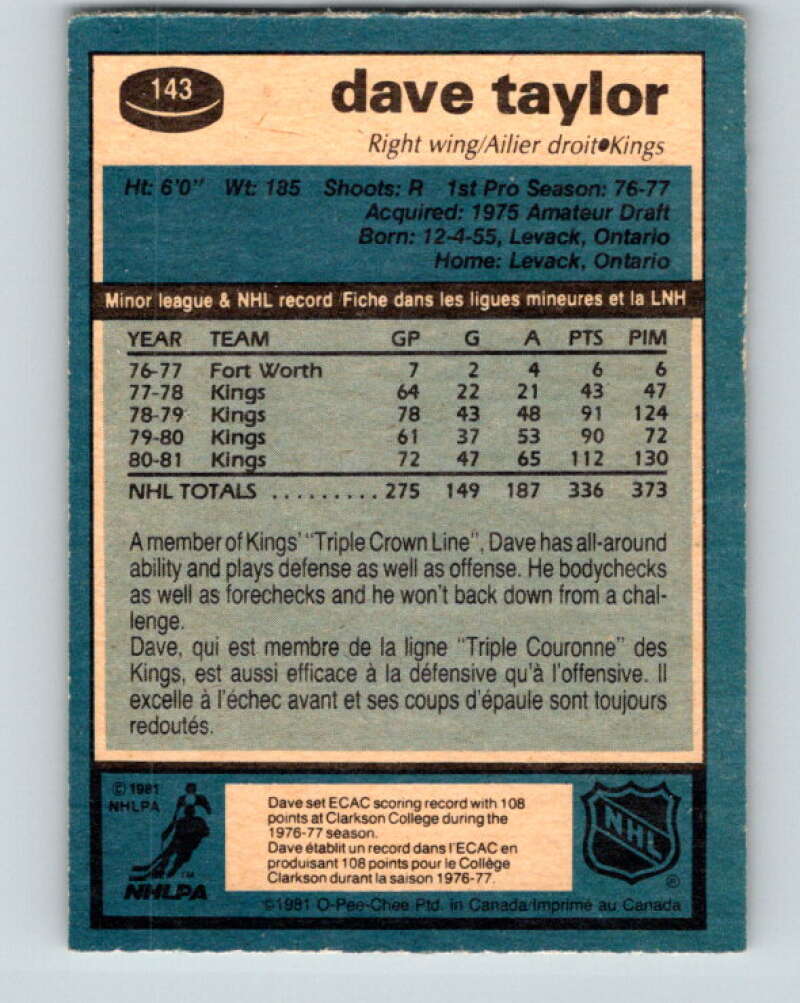 143
dave taylor
Right wing/Ailier droit•Kings
Ht: 6'0" Wt: 185 Shoots: R 1st Pro Season: 76-77
Acquired: 1975 Amateur Draft
Born: 12-4-55, Levack, Ontario
Home: Levack, Ontario
Minor league & NHL record/Fiche dans les ligues mineures et la LNH
YEAR TEAM GP G A PTS PIM
76-77 Fort Worth 7 2 4 6 6
77-78 Kings 64 22 21 43 47
78-79 Kings 78 43 48 91 124
79-80 Kings 61 37 53 90 72
80-81 Kings 72 47 65 112 130
NHL TOTALS ......... 275 149 187 336 373
A member of Kings' "Triple Crown Line", Dave has all-around
ability and plays defense as well as offense. He bodychecks
as well as forechecks and he won't back down from a chal-
lenge.
Dave, qui est membre de la ligne "Triple Couronne" des
Kings, est aussi efficace à la défensive qu'à l'offensive. Il
excelle à l'échec avant et ses coups d'épaule sont toujours
redoutés.
© 1981
NHLPA
TM
NHLPA
Dave set ECAC scoring record with 108
points at Clarkson College during the
1976-77 season.
Dave établit un record dans l'ECAC en
produisant 108 points pour le Collège
Clarkson durant la saison 1976-77.
NHL
®
©1981 O-Pee-Chee Ptd. in Canada/Imprimé au Canada